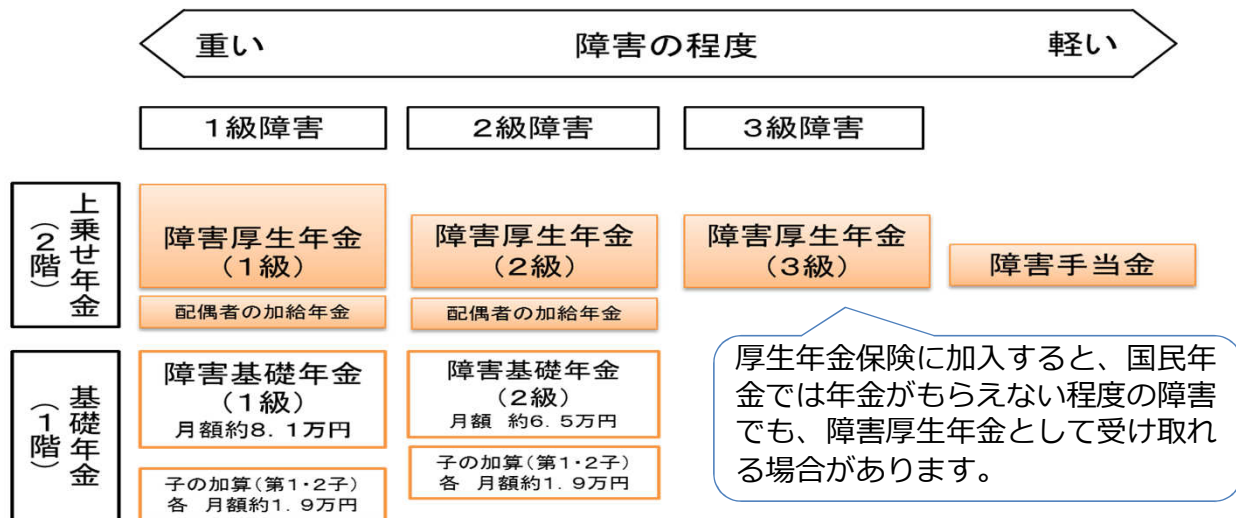 重い 障害の程度 軽い
1級障害 2級障害 3級障害
上乗せ年金
（2階）
障害厚生年金
（1級）
配偶者の加給年金
障害厚生年金
（2級）
配偶者の加給年金
障害厚生年金
（3級）
障害手当金
基礎年金
（1階）
障害基礎年金
（1級）
月額約8．1万円
子の加算（第1・2子）
各　月額約1．9万円
障害基礎年金
（2級）
月額　約6．5万円
子の加算（第1・2子）
各　月額約1．9万円
厚生年金保険に加入すると、国民年
金では年金がもらえない程度の障害
でも、障害厚生年金として受け取れ
る場合があります。